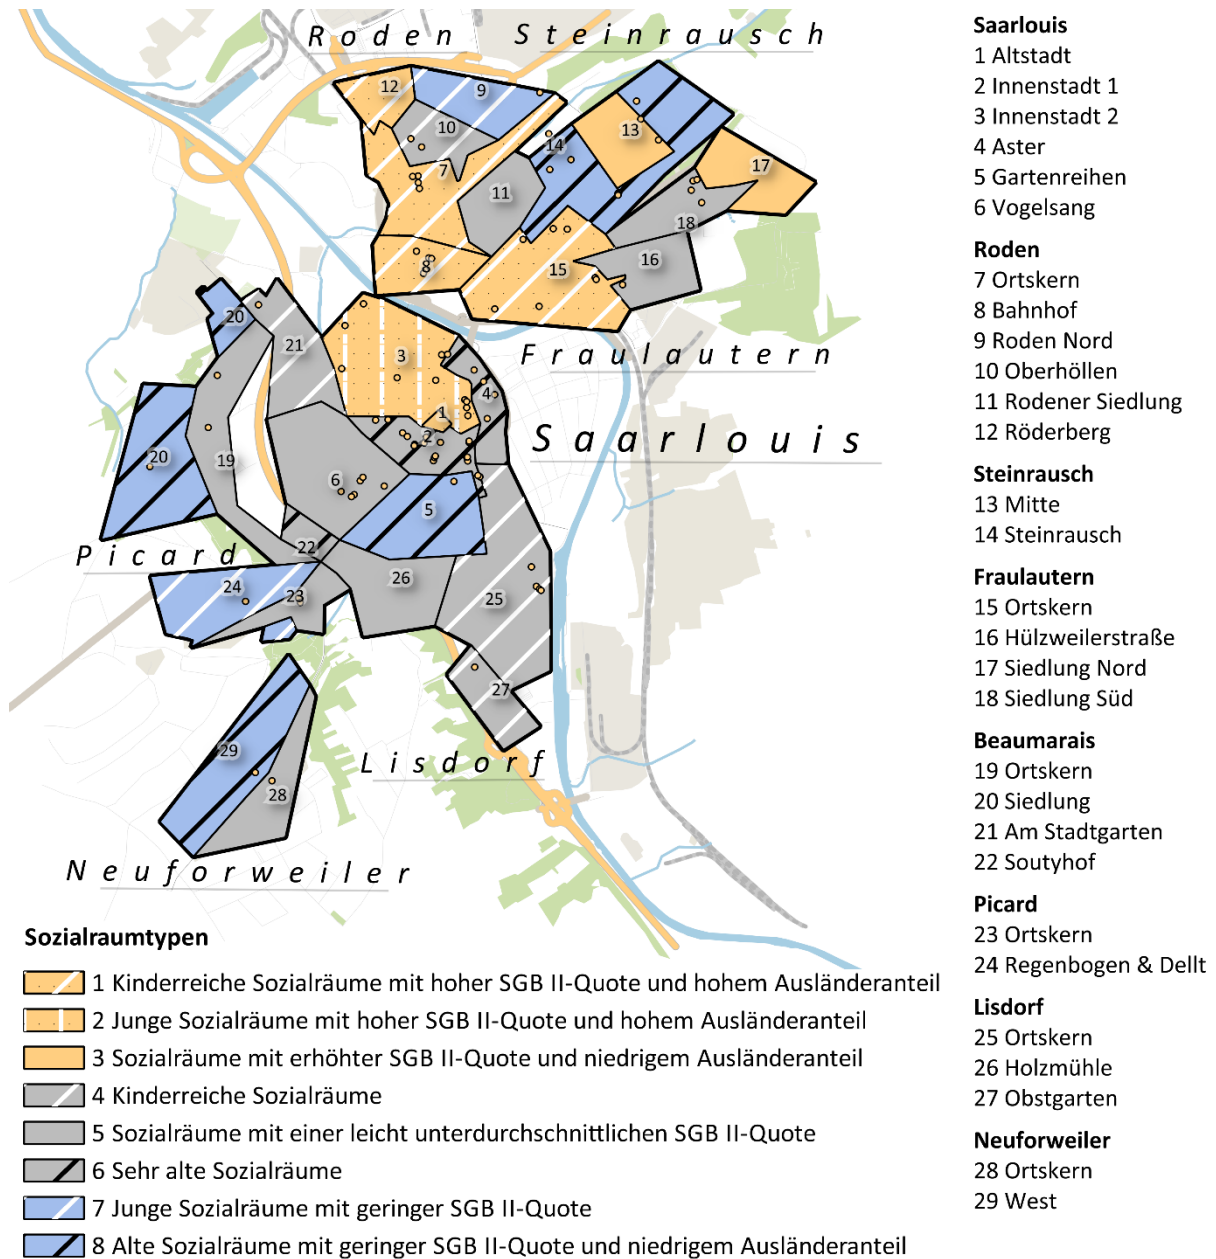 Roden
Steinrausch
12
9
10
7
11
14
13
17
18
16
15
Fraulautern
20
21
3
4
1
2
Saarlouis
20
19
6
5
22
Picard
24
23
26
25
27
29
28
Lisdorf
Neuforweiler
Sozialraumtypen
1 Kinderreiche Sozialräume mit hoher SGB II-Quote und hohem Ausländeranteil
2 Junge Sozialräume mit hoher SGB II-Quote und hohem Ausländeranteil
3 Sozialräume mit erhöhter SGB II-Quote und niedrigem Ausländeranteil
4 Kinderreiche Sozialräume
5 Sozialräume mit einer leicht unterdurchschnittlichen SGB II-Quote
6 Sehr alte Sozialräume
7 Junge Sozialräume mit geringer SGB II-Quote
8 Alte Sozialräume mit geringer SGB II-Quote und niedrigem Ausländeranteil
Saarlouis
1 Altstadt
2 Innenstadt 1
3 Innenstadt 2
4 Aster
5 Gartenreihen
6 Vogelsang
Roden
7 Ortskern
8 Bahnhof
9 Roden Nord
10 Oberhöllen
11 Rodener Siedlung
12 Röderberg
Steinrausch
13 Mitte
14 Steinrausch
Fraulautern
15 Ortskern
16 Hülzweilerstraße
17 Siedlung Nord
18 Siedlung Süd
Beaumarais
19 Ortskern
20 Siedlung
21 Am Stadtgarten
22 Soutyhof
Picard
23 Ortskern
24 Regenbogen & Dellt
Lisdorf
25 Ortskern
26 Holzmühle
27 Obstgarten
Neuforweiler
28 Ortskern
29 West